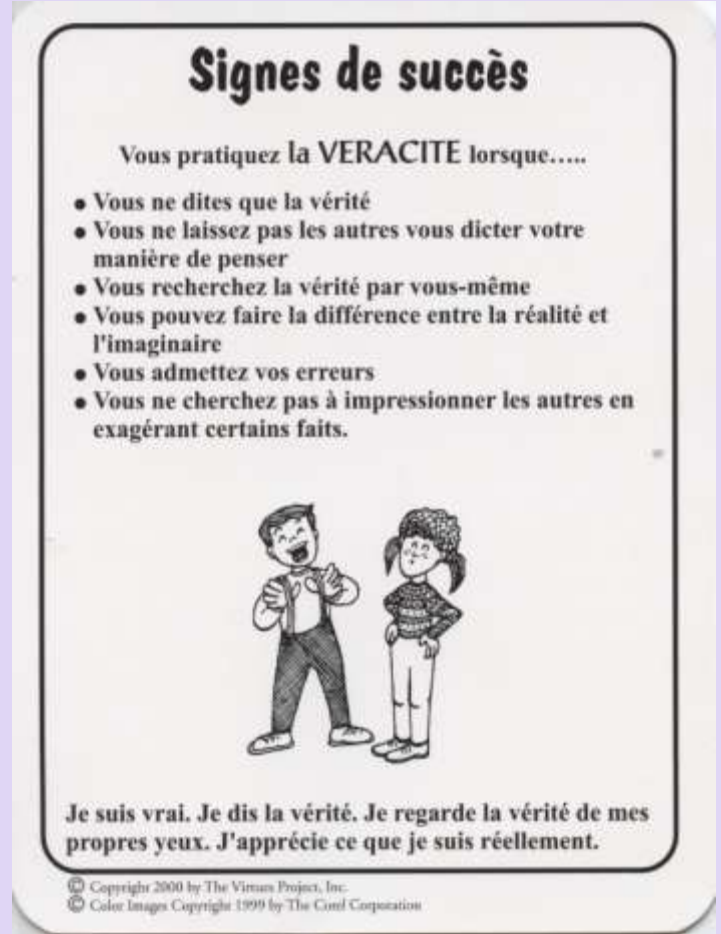 Signes de succès
Vous pratiquez la VERACITE lorsque.....
● Vous ne dites que la vérité
● Vous ne laissez pas les autres vous dicter votre
manière de penser
● Vous recherchez la vérité par vous-même
● Vous pouvez faire la différence entre la réalité et
l'imaginaire
● Vous admettez vos erreurs
● Vous ne cherchez pas à impressionner les autres en
exagérant certains faits.
Je suis vrai. Je dis la vérité. Je regarde la vérité de mes
propres yeux. J'apprécie ce que je suis réellement.
© Copyright 2000 by The Virtues Project, Inc.
© Color Images Copyright 1999 by The Corel Corporation